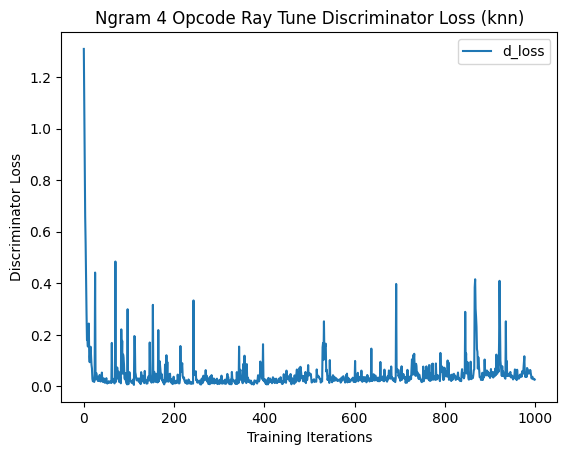 Ngram 4 Opcode Ray Tune Discriminator Loss (knn)
d_loss
Discriminator Loss
1.2
1.0
0.8
0.6
0.4
0.2
0.0
0 200 400 600 800 1000
Training Iterations